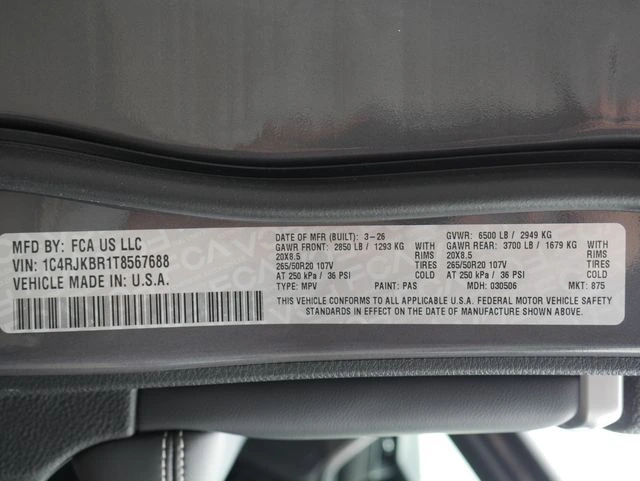 MFD BY: FCA US LLC
VIN: 1C4RJKBR1T8567688
VEHICLE MADE IN: U.S.A.
DATE OF MFR (BUILT): 3-26 GVWR: 6500 LB / 2949 KG
GAWR FRONT: 2850 LB / 1293 KG WITH GAWR REAR: 3700 LB / 1679 KG WITH
20X8.5 RIMS 20X8.5 RIMS
265/50R20 107V TIRES 265/50R20 107V TIRES
AT 250 kPa / 36 PSI COLD AT 250 kPa / 36 PSI COLD
TYPE: MPV PAINT: PAS MDH: 030506 MKT: 875
THIS VEHICLE CONFORMS TO ALL APPLICABLE U.S.A. FEDERAL MOTOR VEHICLE SAFETY
STANDARDS IN EFFECT ON THE DATE OF MANUFACTURE SHOWN ABOVE.